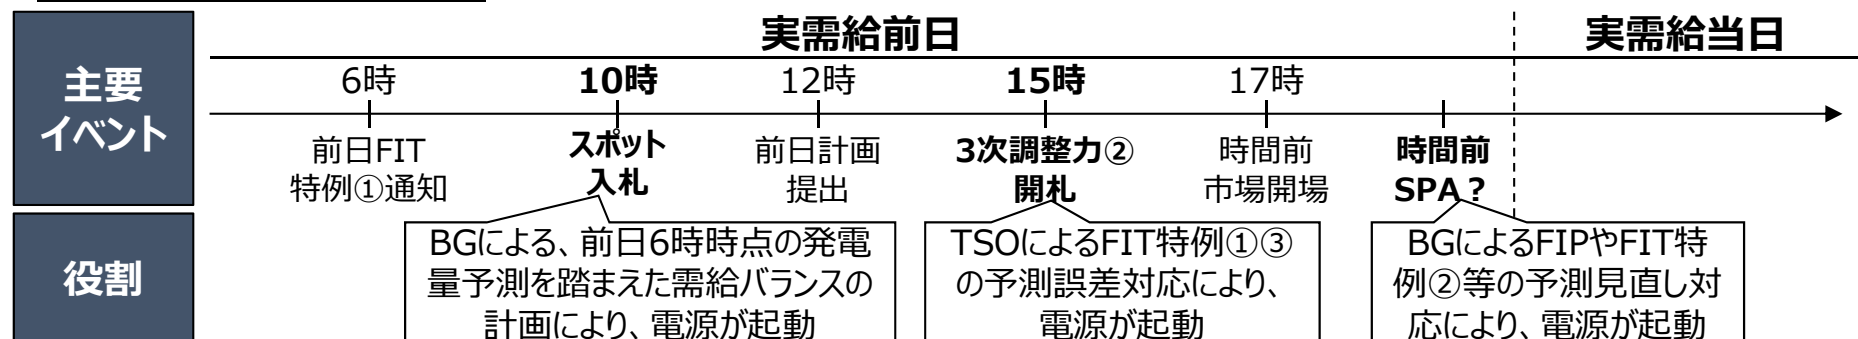 実需給前日
実需給当日
主要
イベント
6時
10時
12時
15時
17時
前日FIT
特例①通知
スポット
入札
前日計画
提出
3次調整力②
開札
時間前
市場開場
時間前
SPA？
役割
BGによる、前日6時時点の発電
量予測を踏まえた需給バランスの
計画により、電源が起動
TSOによるFIT特例①③
の予測誤差対応により、
電源が起動
BGによるFIPやFIT特
例②等の予測見直し対
応により、電源が起動